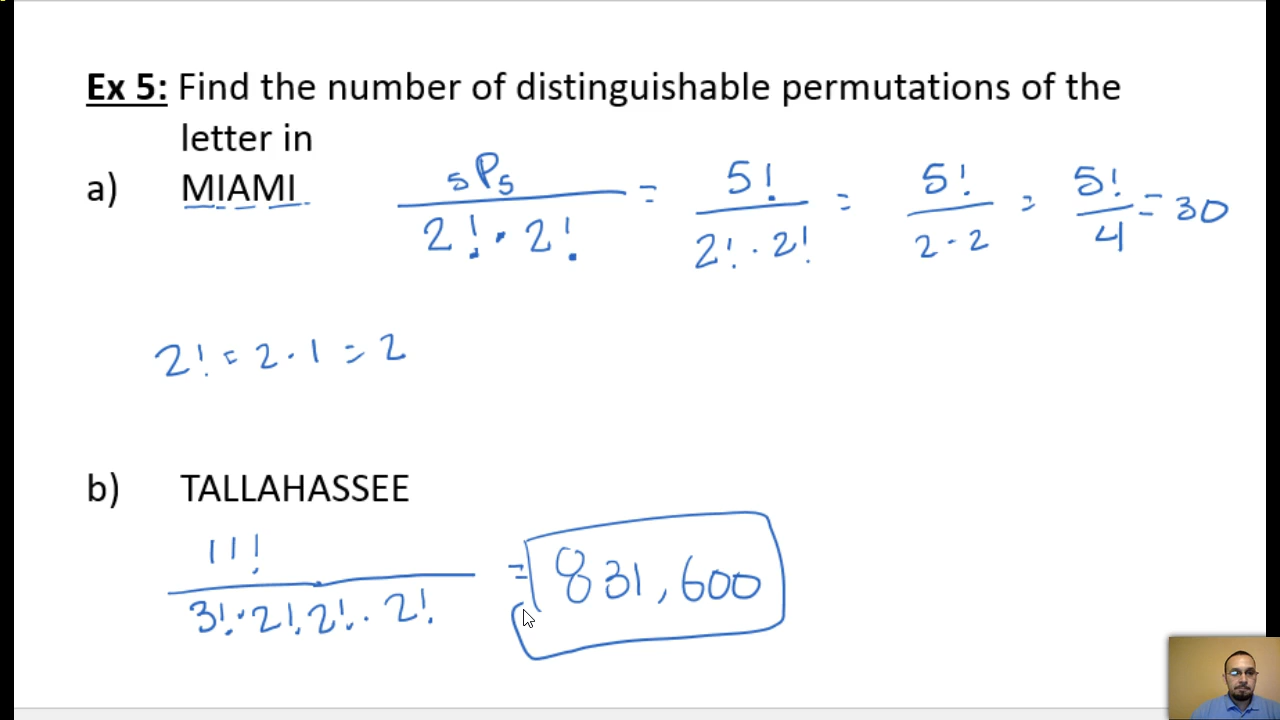 Ex 5: Find the number of distinguishable permutations of the
letter in
a) MIAMI 5P5 / 2! · 2! = 5! / 2! · 2! = 5! / 2 · 2 = 5! / 4 = 30
2! = 2 · 1 = 2
b) TALLAHASSEE
11! / 3! · 2! · 2! · 2! = 831,600